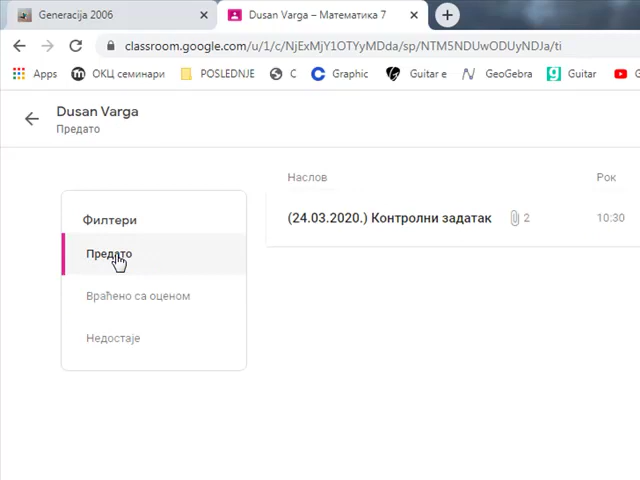 Generacija 2006
Dusan Varga – Математика 7
classroom.google.com/u/1/c/NjExMjY1OTYyMDda/sp/NTM5NDUwODUyNDJa/ti
Apps ОКЦ семинари POSLEDNJE С Graphic Guitar e GeoGebra Guitar
Dusan Varga
Предато
Наслов Рок
Филтери
(24.03.2020.) Контролни задатак 2 10:30
Предато
Враћено са оценом
Недостаје